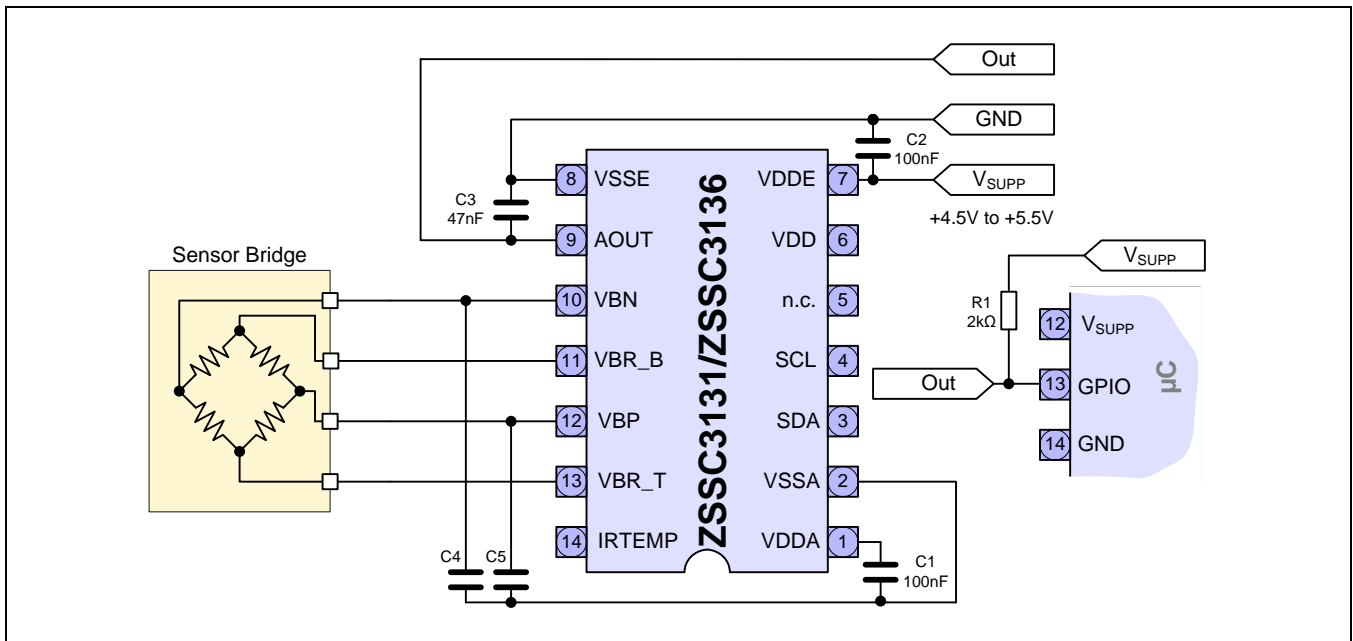 Out
GND
C2
100nF
8
VSSE
VDDE
7
VSUPP
+4.5V to +5.5V
C3
47nF
9
AOUT
VDD
6
Sensor Bridge
VSUPP
10
VBN
n.c.
5
R1
2kΩ
12
VSUPP
11
VBR_B
SCL
4
Out
13
GPIO
µC
12
VBP
SDA
3
14
GND
13
VBR_T
VSSA
2
ZSSC3131/ZSSC3136
14
IRTEMP
VDDA
1
C4
C5
C1
100nF